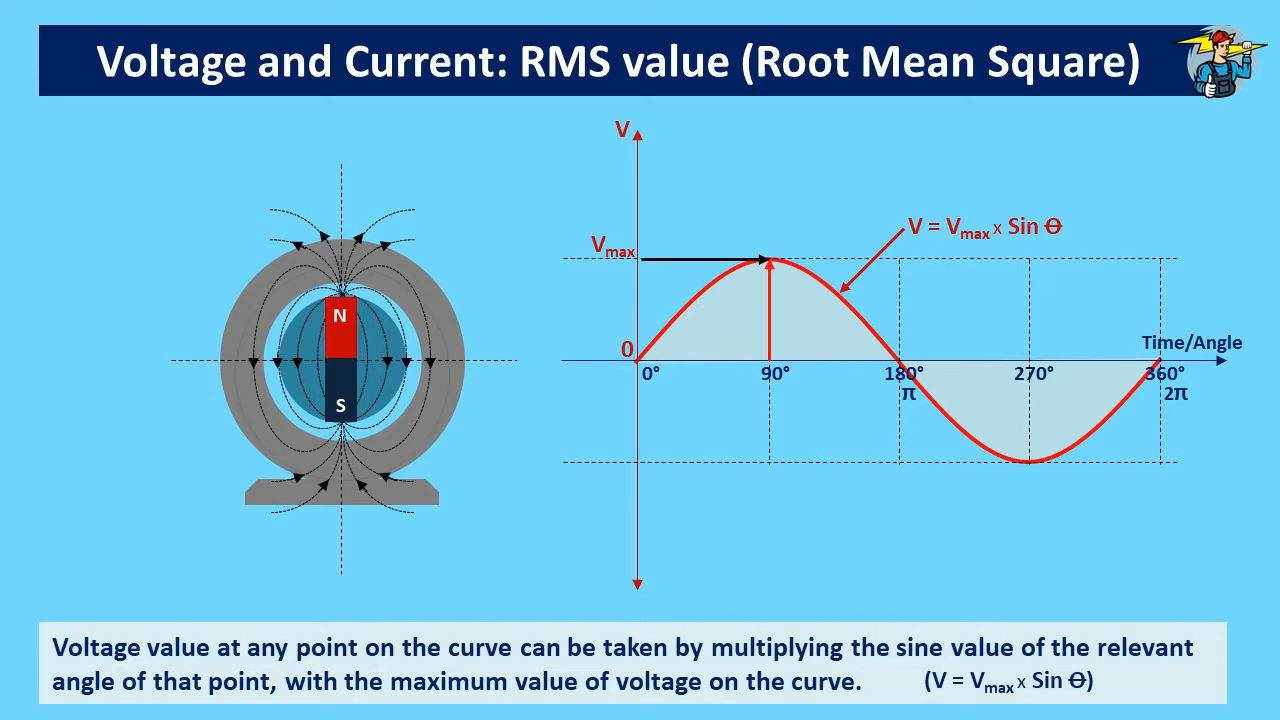 Voltage and Current: RMS value (Root Mean Square)
V
V = Vmax x Sin Ɵ
Vmax
N
Time/Angle
0
0° 90° 180° 270° 360°
π 2π
S
Voltage value at any point on the curve can be taken by multiplying the sine value of the relevant
angle of that point, with the maximum value of voltage on the curve. (V = Vmax x Sin Ɵ)